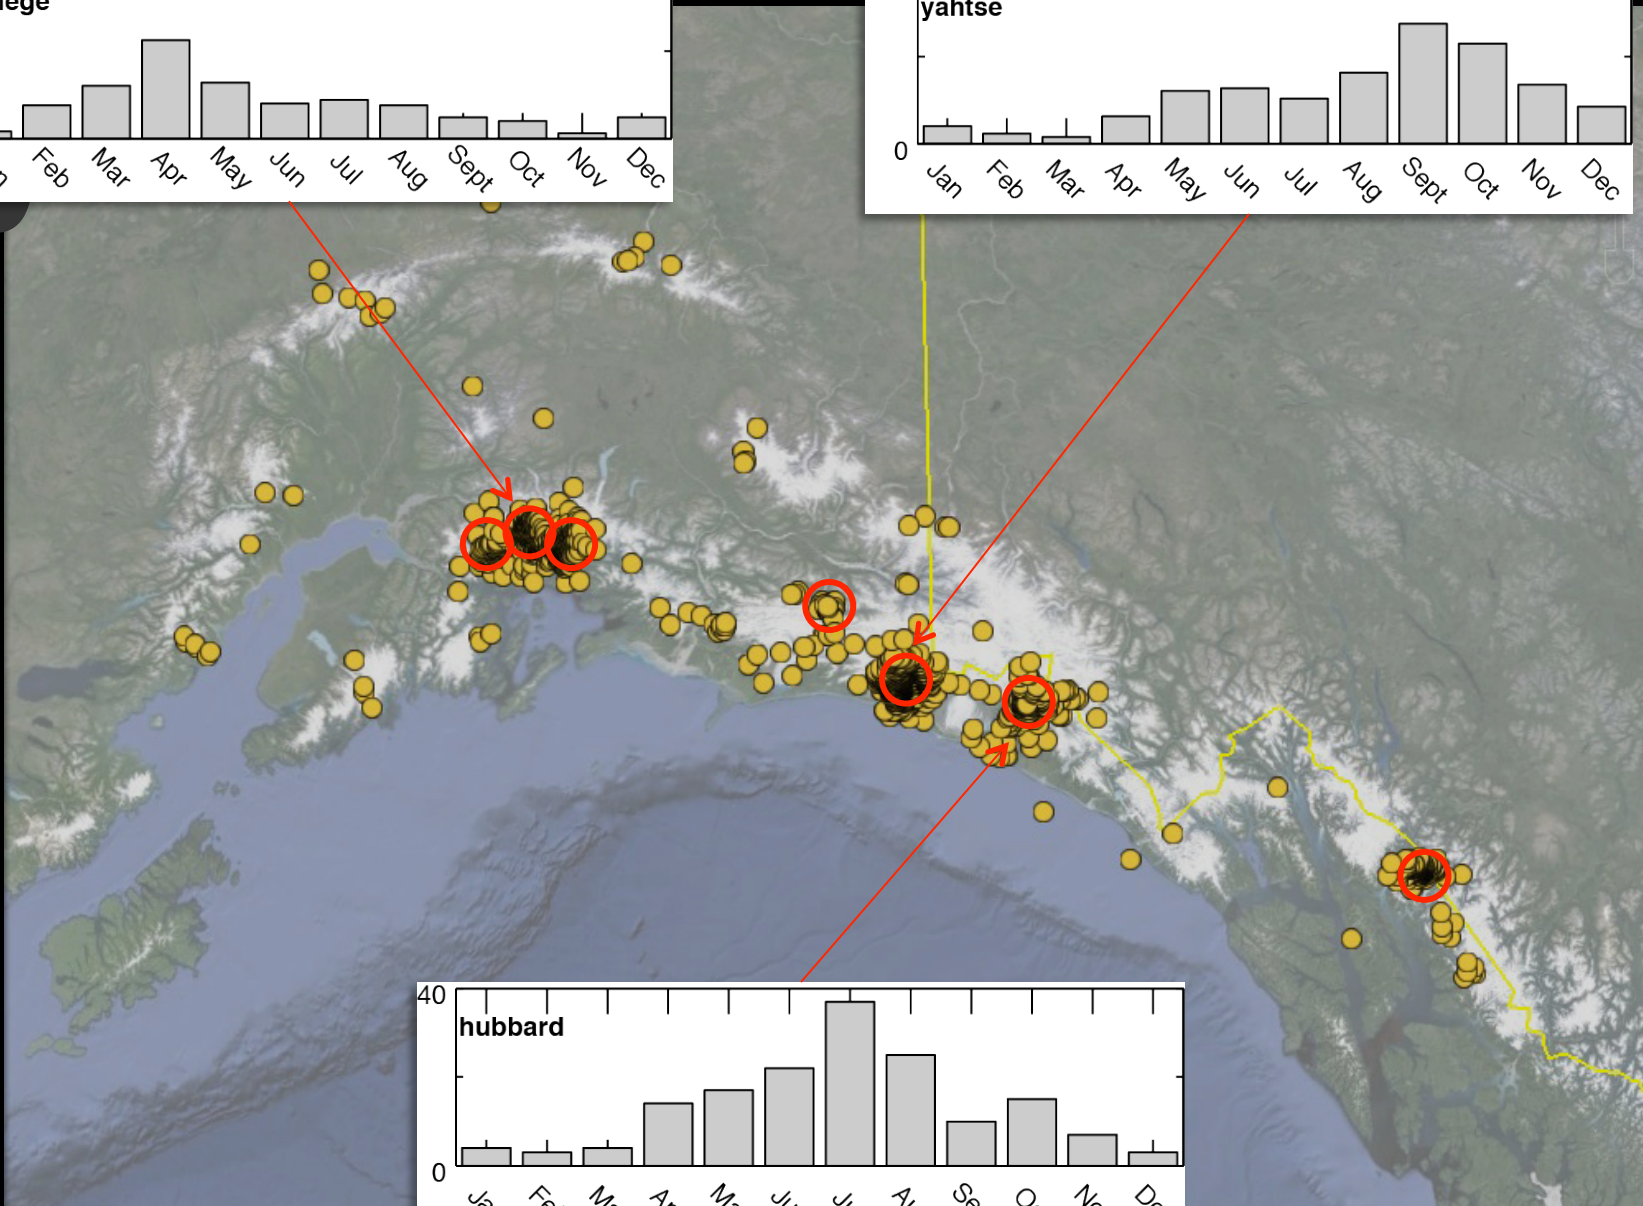 lege
Feb Mar Apr May Jun Jul Aug Sept Oct Nov Dec
yahtse
0
Jan Feb Mar Apr May Jun Jul Aug Sept Oct Nov Dec
40
hubbard
0